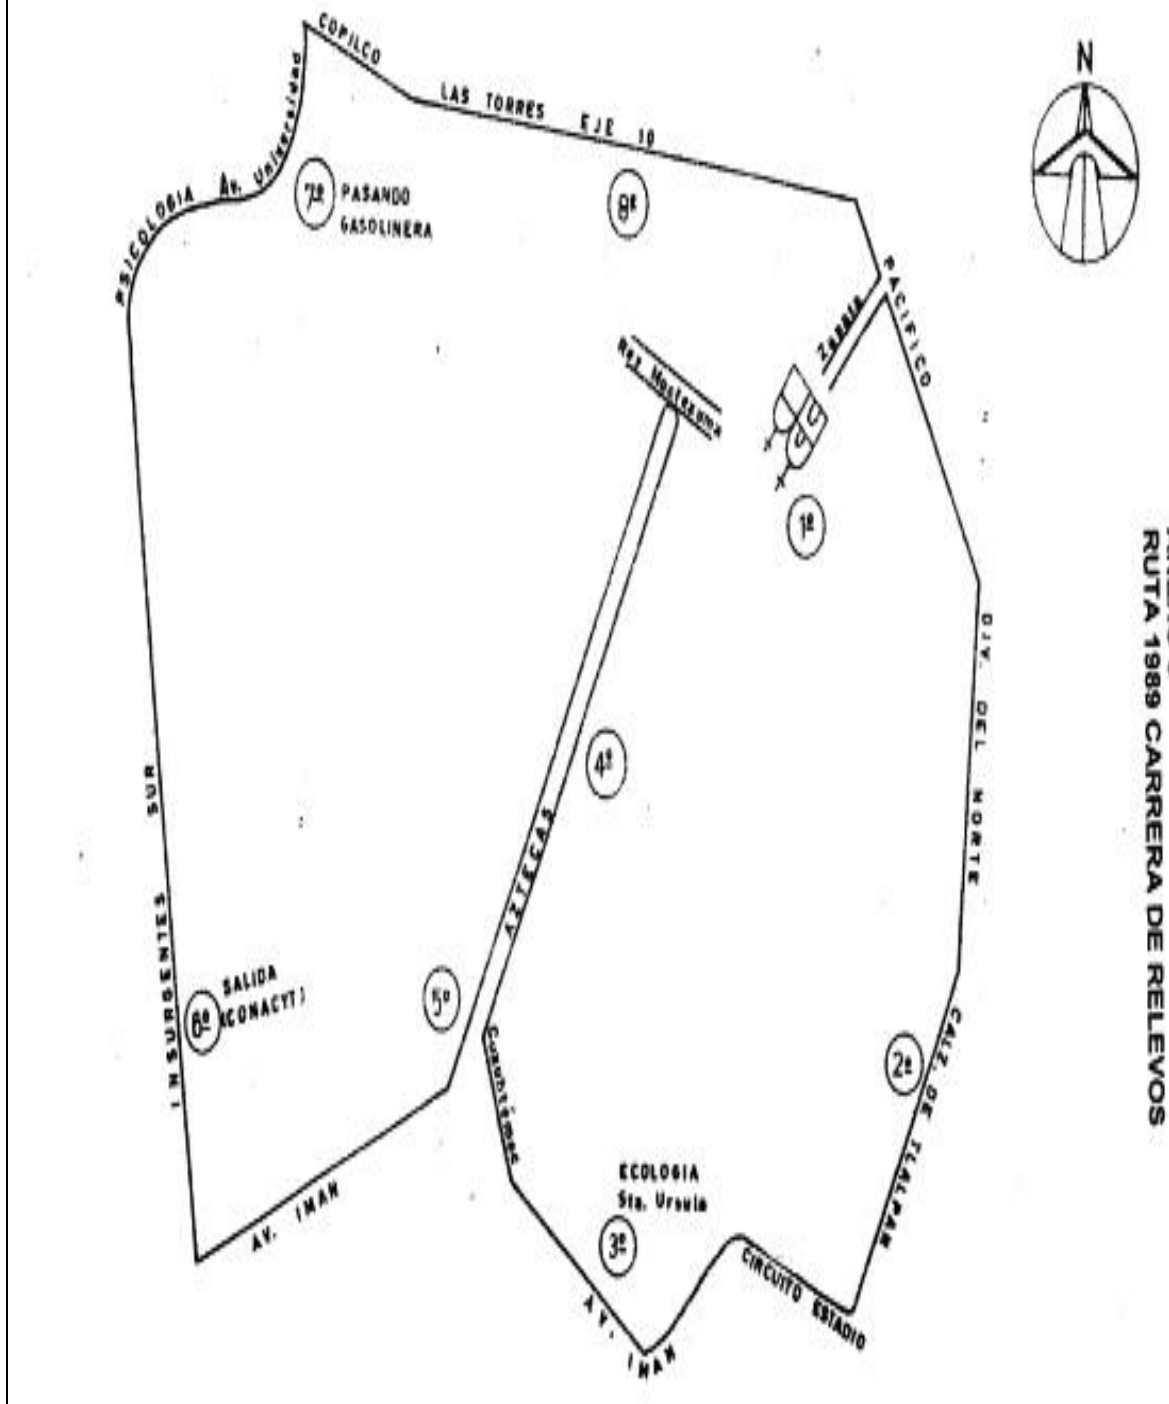 COPILCO
LAS TORRES EJE 10
N
PSICOLOGIA Av. Universidad
7ª PASANDO
GASOLINERA
8ª
PACIFICO
Zapata
Rey Moctezuma
1ª
DIV. DEL NORTE
RUTA 1989 CARRERA DE RELEVOS
4ª
AZTECAS
INSURGENTES SUR
SALIDA
6ª (CONACYT)
5ª
Cuauhtémoc
2ª
CALZ. DE TLALPAN
ECOLOGIA
Sta. Ursula
3ª
AV. IMAN
CIRCUITO ESTADIO
AV. IMAN